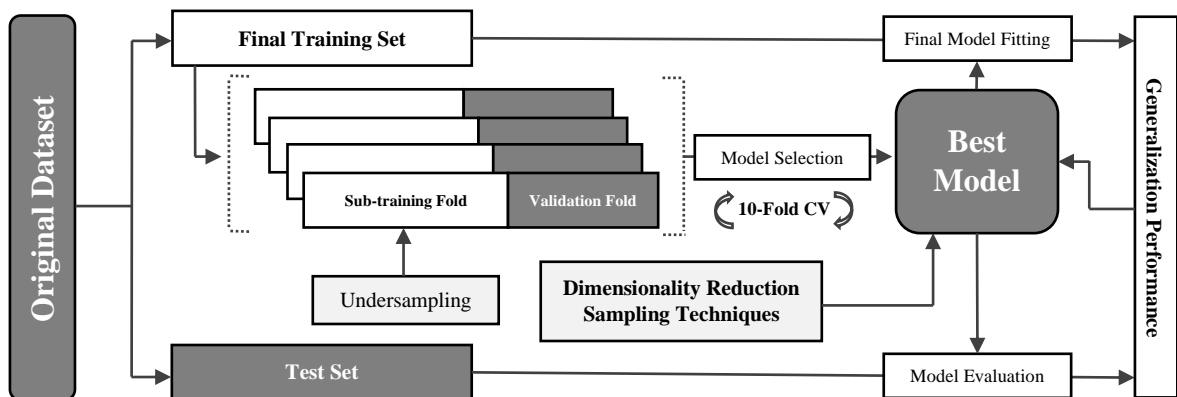 Original Dataset
Final Training Set
Final Model Fitting
Sub-training Fold
Validation Fold
Model Selection
10-Fold CV
Best
Model
Generalization Performance
Undersampling
Dimensionality Reduction
Sampling Techniques
Test Set
Model Evaluation